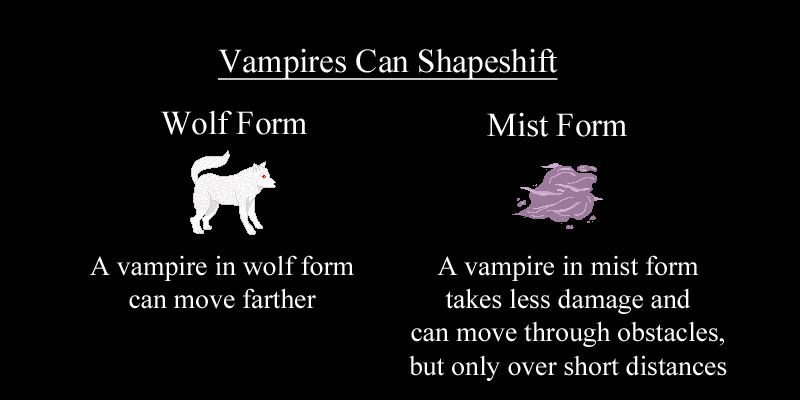 Vampires Can Shapeshift
Wolf Form
Mist Form
A vampire in wolf form
can move farther
A vampire in mist form
takes less damage and
can move through obstacles,
but only over short distances